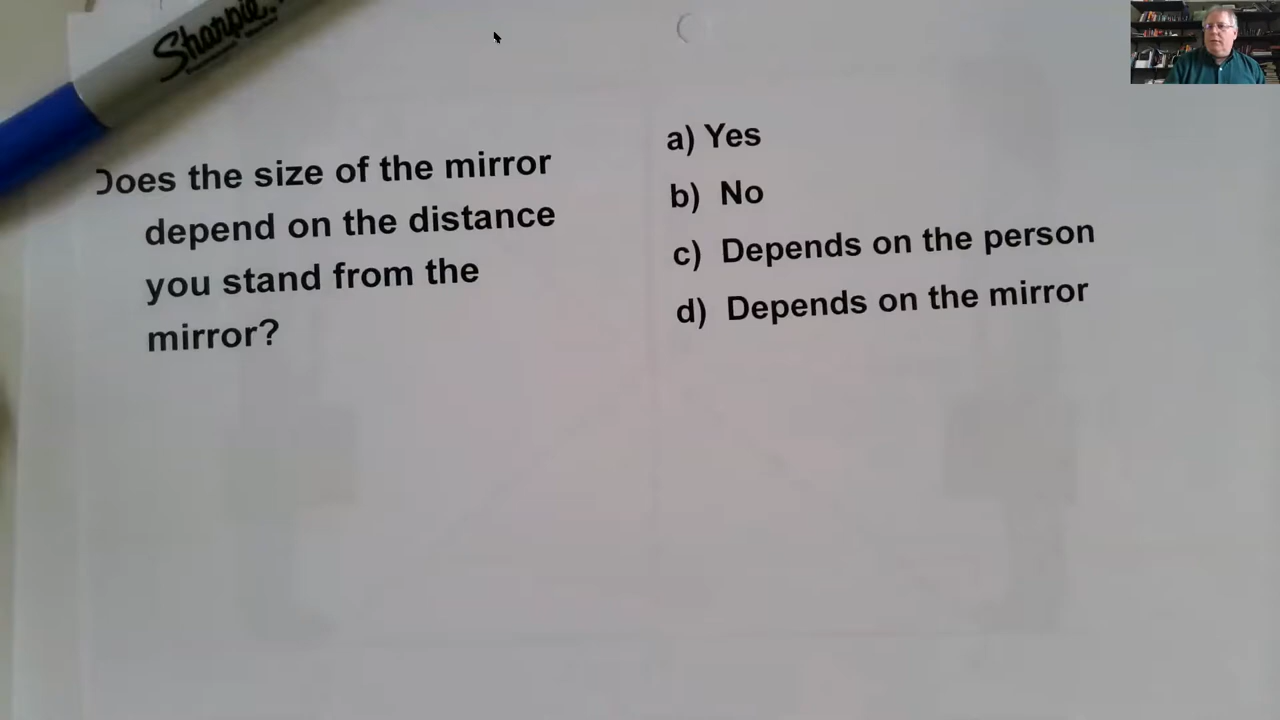 Sharpie
Does the size of the mirror
depend on the distance
you stand from the
mirror?
a) Yes
b) No
c) Depends on the person
d) Depends on the mirror